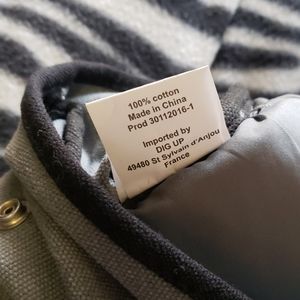 100% cotton
Made in China
Prod 30112016-1
Imported by
DIG UP
49480 St Sylvain d'Anjou
France